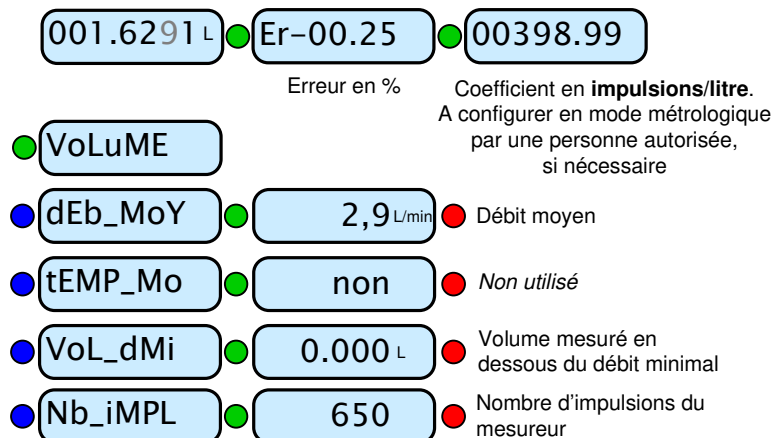 001.6291 L Er-00.25 00398.99
Erreur en %
Coefficient en impulsions/litre.
A configurer en mode métrologique
par une personne autorisée,
si nécessaire
VoLuME
dEb_MoY 2,9 L/min Débit moyen
tEMP_Mo non Non utilisé
VoL_dMi 0.000 L Volume mesuré en
dessous du débit minimal
Nb_iMPL 650 Nombre d'impulsions du
mesureur